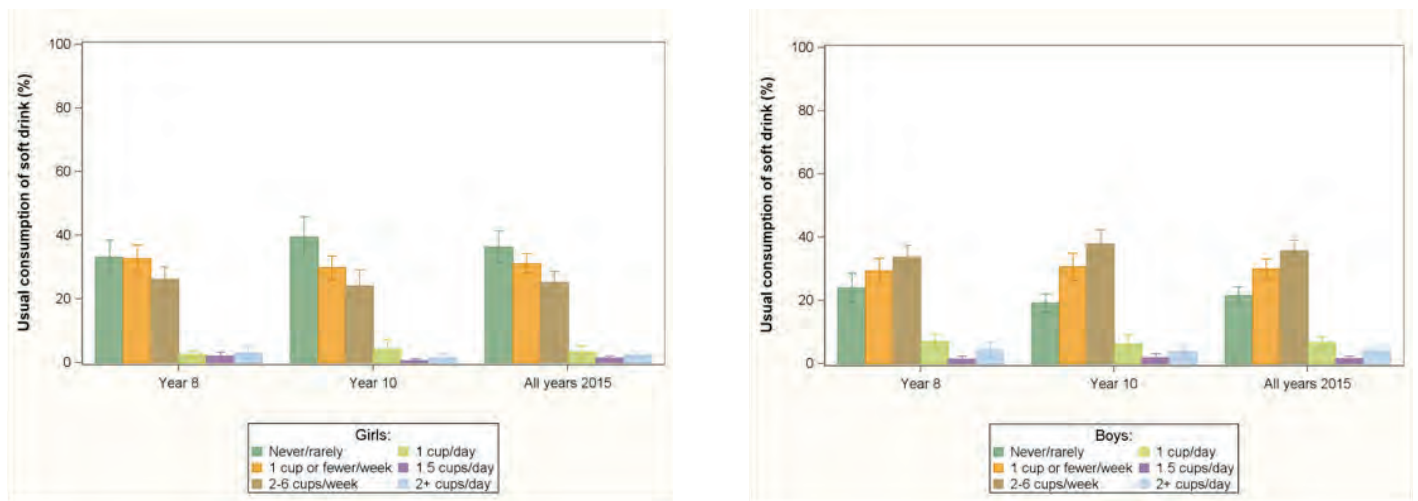 Usual consumption of soft drink (%)
100
80
60
40
20
0
Year 8 Year 10 All years 2015
Girls:
Never/rarely 1 cup/day
1 cup or fewer/week 1.5 cups/day
2-6 cups/week 2+ cups/day
Usual consumption of soft drink (%)
100
80
60
40
20
0
Year 8 Year 10 All years 2015
Boys:
Never/rarely 1 cup/day
1 cup or fewer/week 1.5 cups/day
2-6 cups/week 2+ cups/day